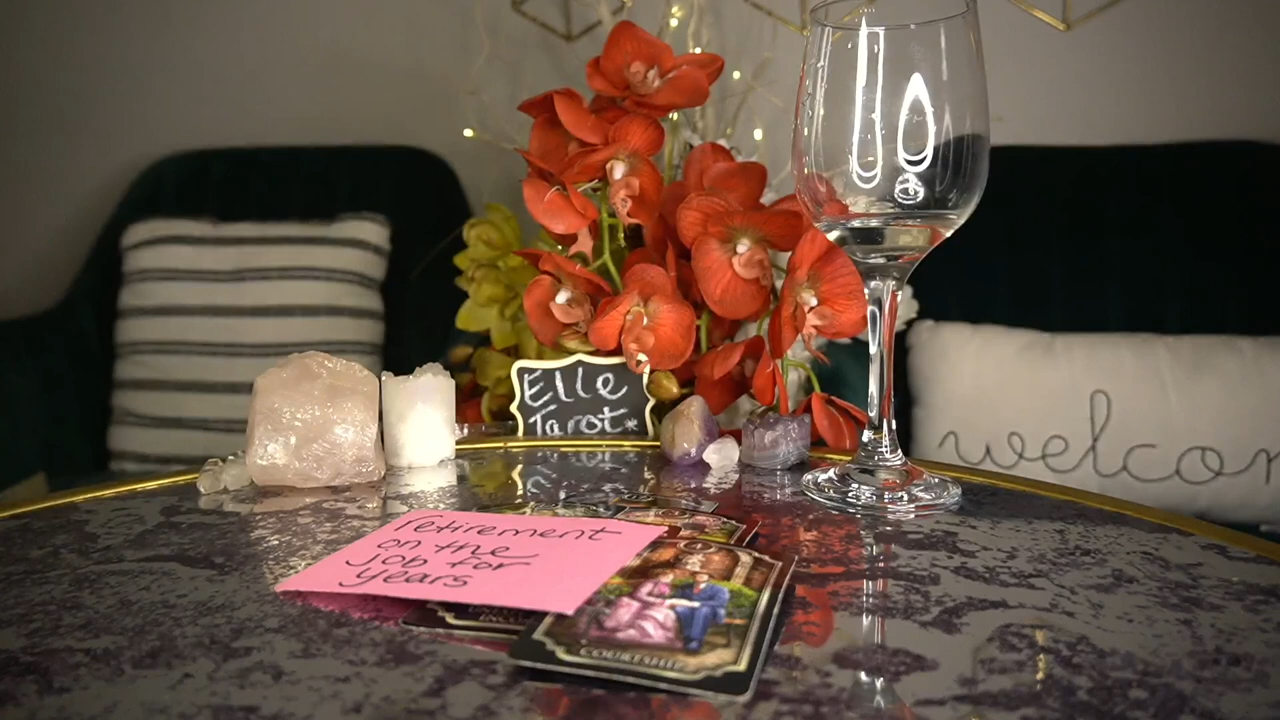 Elle
Tarot*
welcom
retirement
on the
job for
years
COURTSHIP